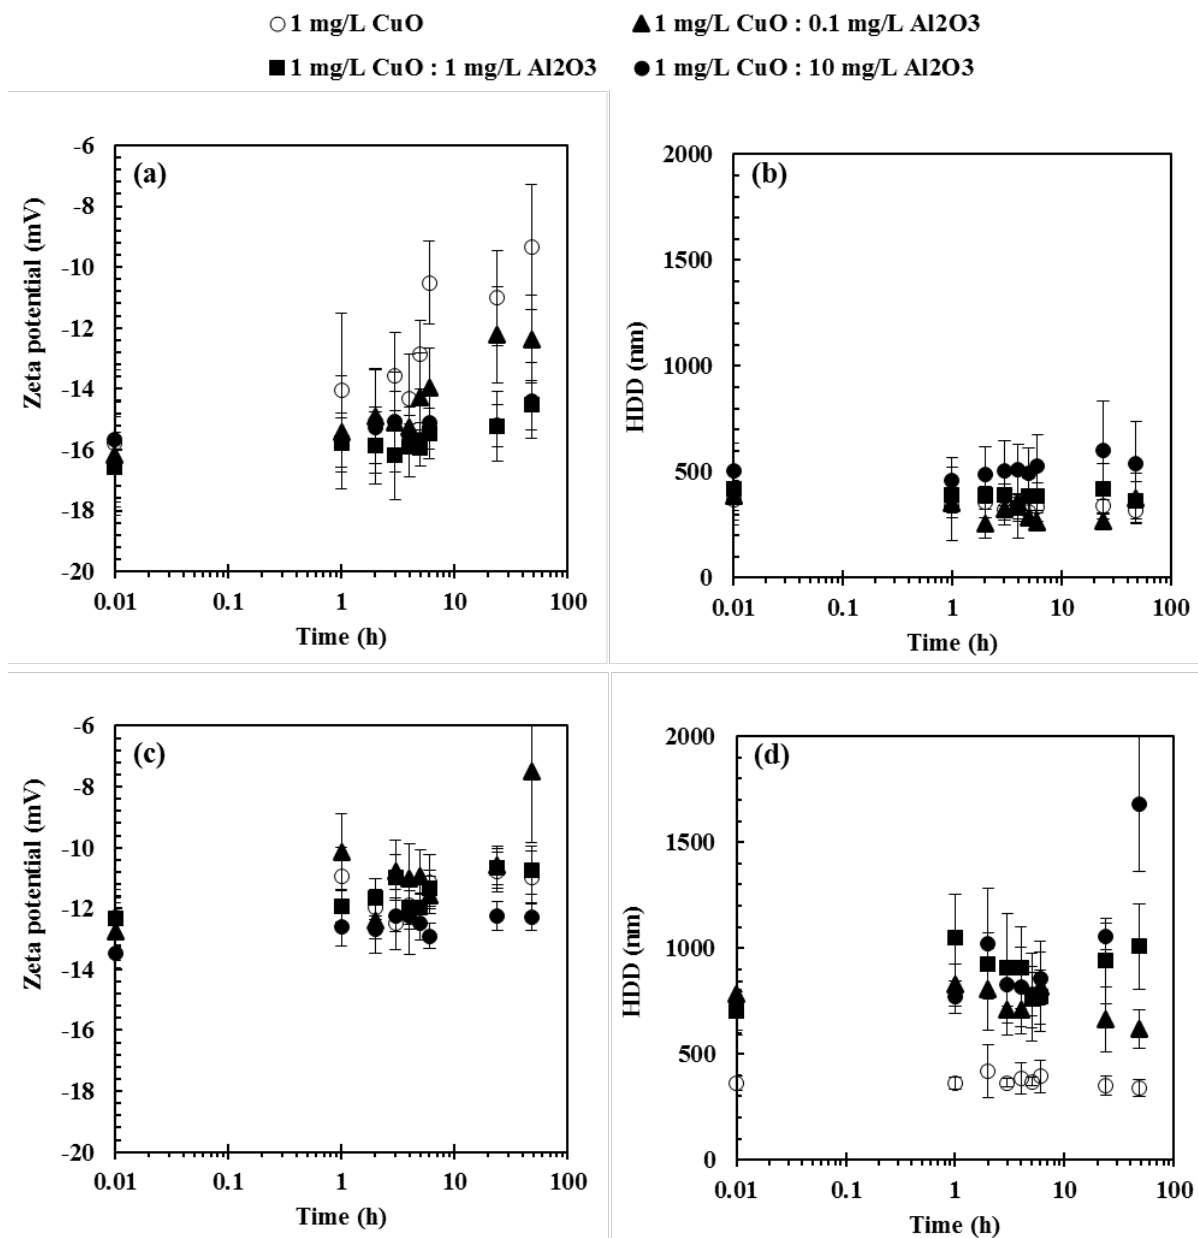 1 mg/L CuO
1 mg/L CuO : 0.1 mg/L Al2O3
1 mg/L CuO : 1 mg/L Al2O3
1 mg/L CuO : 10 mg/L Al2O3
(a)
Zeta potential (mV)
-6
-8
-10
-12
-14
-16
-18
-20
0.01 0.1 1 10 100
Time (h)
(b)
HDD (nm)
2000
1500
1000
500
0
0.01 0.1 1 10 100
Time (h)
(c)
Zeta potential (mV)
-6
-8
-10
-12
-14
-16
-18
-20
0.01 0.1 1 10 100
Time (h)
(d)
HDD (nm)
2000
1500
1000
500
0
0.01 0.1 1 10 100
Time (h)